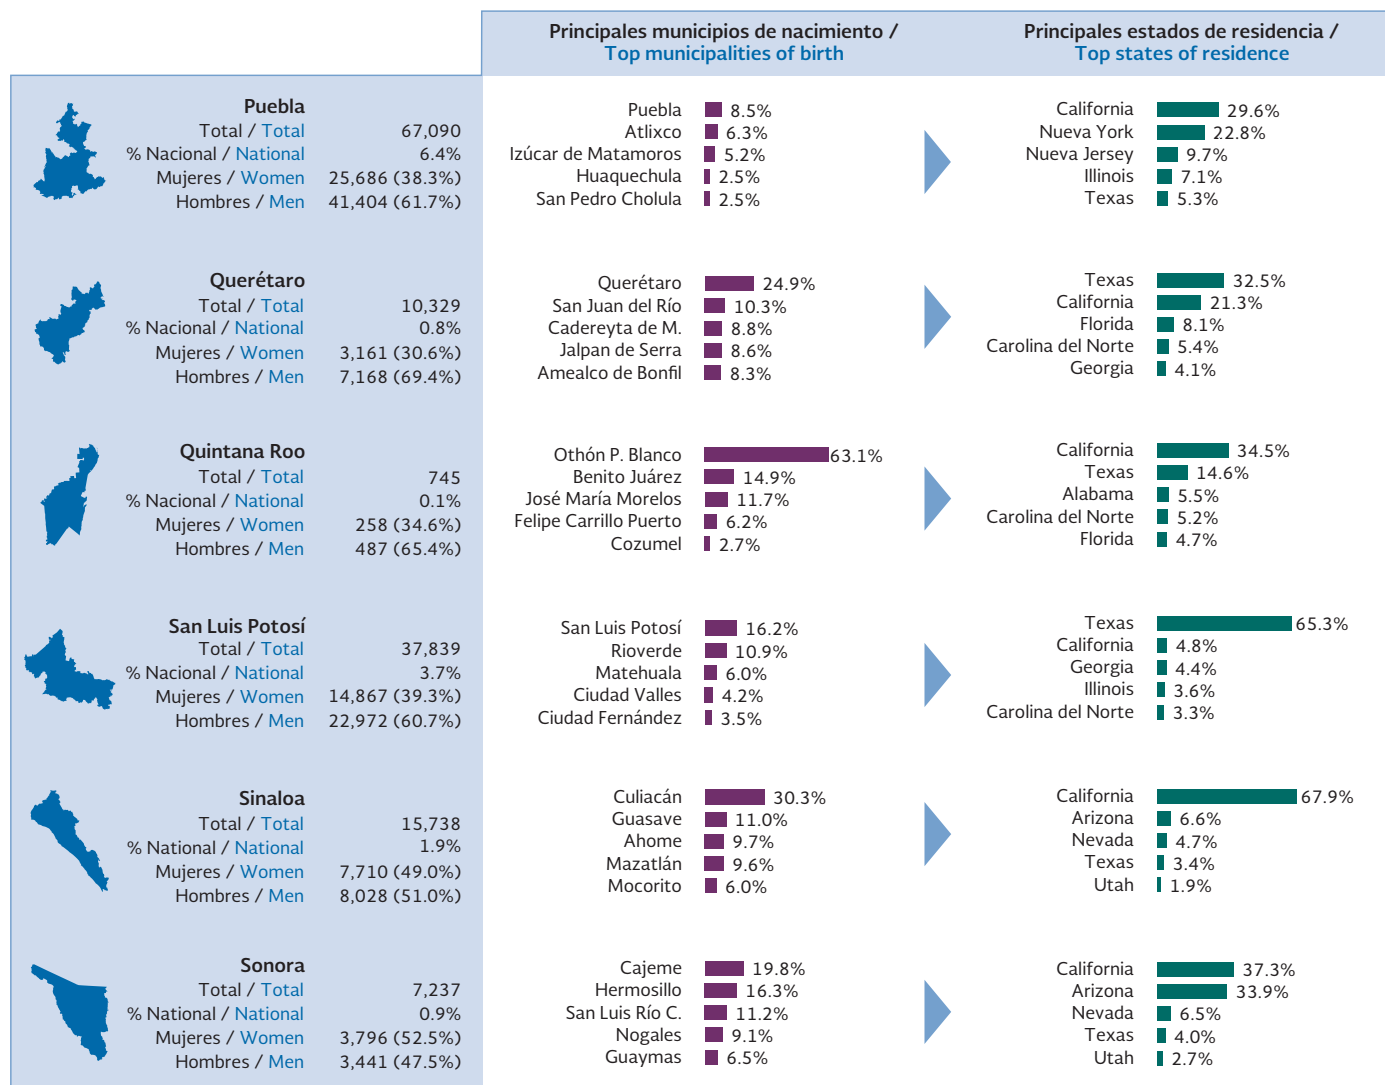 Principales municipios de nacimiento /
Top municipalities of birth
Principales estados de residencia /
Top states of residence
Puebla
Total / Total 67,090
% Nacional / National 6.4%
Mujeres / Women 25,686 (38.3%)
Hombres / Men 41,404 (61.7%)
Puebla 8.5%
Atlixco 6.3%
Izúcar de Matamoros 5.2%
Huaquechula 2.5%
San Pedro Cholula 2.5%
California 29.6%
Nueva York 22.8%
Nueva Jersey 9.7%
Illinois 7.1%
Texas 5.3%
Querétaro
Total / Total 10,329
% Nacional / National 0.8%
Mujeres / Women 3,161 (30.6%)
Hombres / Men 7,168 (69.4%)
Querétaro 24.9%
San Juan del Río 10.3%
Cadereyta de M. 8.8%
Jalpan de Serra 8.6%
Amealco de Bonfil 8.3%
Texas 32.5%
California 21.3%
Florida 8.1%
Carolina del Norte 5.4%
Georgia 4.1%
Quintana Roo
Total / Total 745
% Nacional / National 0.1%
Mujeres / Women 258 (34.6%)
Hombres / Men 487 (65.4%)
Othón P. Blanco 63.1%
Benito Juárez 14.9%
José María Morelos 11.7%
Felipe Carrillo Puerto 6.2%
Cozumel 2.7%
California 34.5%
Texas 14.6%
Alabama 5.5%
Carolina del Norte 5.2%
Florida 4.7%
San Luis Potosí
Total / Total 37,839
% Nacional / National 3.7%
Mujeres / Women 14,867 (39.3%)
Hombres / Men 22,972 (60.7%)
San Luis Potosí 16.2%
Rioverde 10.9%
Matehuala 6.0%
Ciudad Valles 4.2%
Ciudad Fernández 3.5%
Texas 65.3%
California 4.8%
Georgia 4.4%
Illinois 3.6%
Carolina del Norte 3.3%
Sinaloa
Total / Total 15,738
% National / National 1.9%
Mujeres / Women 7,710 (49.0%)
Hombres / Men 8,028 (51.0%)
Culiacán 30.3%
Guasave 11.0%
Ahome 9.7%
Mazatlán 9.6%
Mocorito 6.0%
California 67.9%
Arizona 6.6%
Nevada 4.7%
Texas 3.4%
Utah 1.9%
Sonora
Total / Total 7,237
% National / National 0.9%
Mujeres / Women 3,796 (52.5%)
Hombres / Men 3,441 (47.5%)
Cajeme 19.8%
Hermosillo 16.3%
San Luis Río C. 11.2%
Nogales 9.1%
Guaymas 6.5%
California 37.3%
Arizona 33.9%
Nevada 6.5%
Texas 4.0%
Utah 2.7%